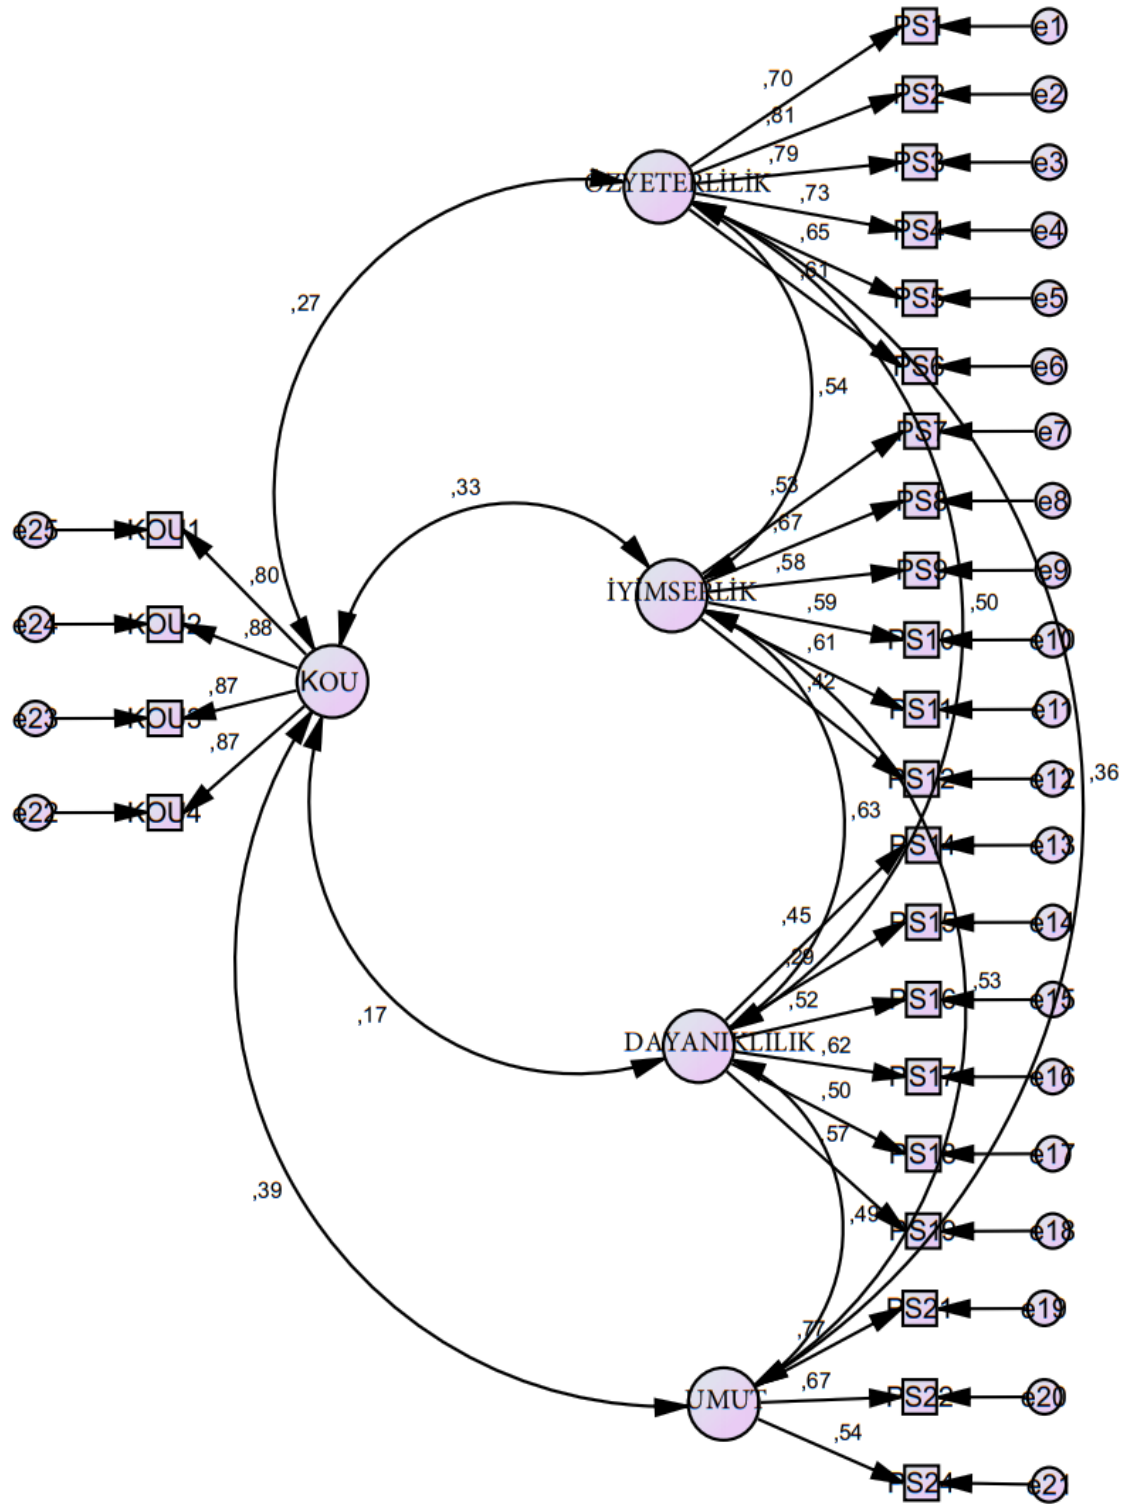 PS1
e1
,70
PS2
e2
,81
PS3
e3
,79
ÖZYETERLİLİK
,73
PS4
e4
,65
,61
PS5
e5
,27
PS6
e6
,54
PS7
e7
,33
,53
PS8
e8
,67
e25
KOU1
,58
PS9
e9
,80
İYİMSERLİK
,59
,50
e24
KOU2
,88
,61
PS10
e10
KOU
,87
,42
e23
KOU3
PS11
e11
,87
PS12
e12
,36
e22
KOU4
,63
PS14
e13
,45
PS15
e14
,29
,53
,52
PS16
e15
,17
DAYANIKLILIK
,62
PS17
e16
,50
,57
PS18
e17
,39
,49
PS19
e18
PS21
e19
,77
,67
UMUT
PS22
e20
,54
PS24
e21